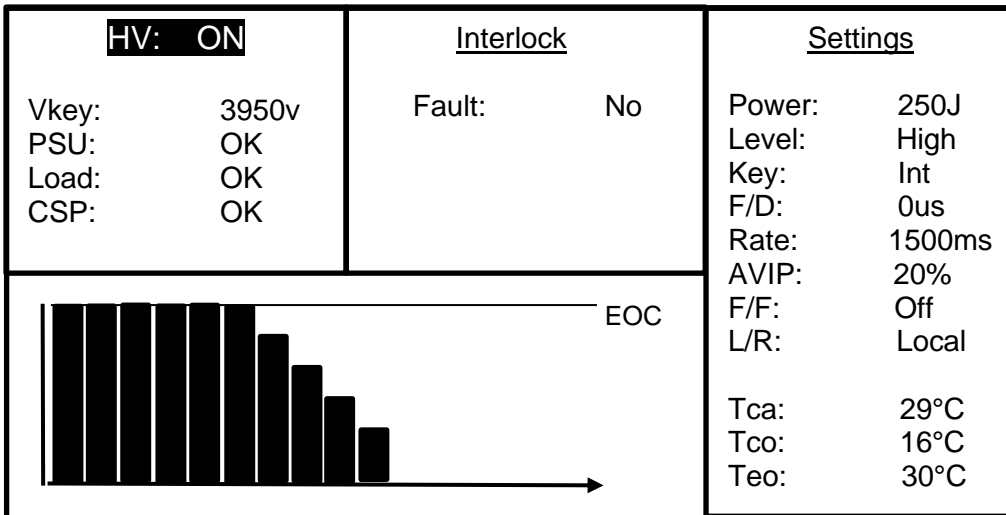 HV: ON
Vkey: 3950v
PSU: OK
Load: OK
CSP: OK
Interlock
Fault: No
Settings
Power: 250J
Level: High
Key: Int
F/D: 0us
Rate: 1500ms
AVIP: 20%
F/F: Off
L/R: Local
Tca: 29°C
Tco: 16°C
Teo: 30°C
EOC